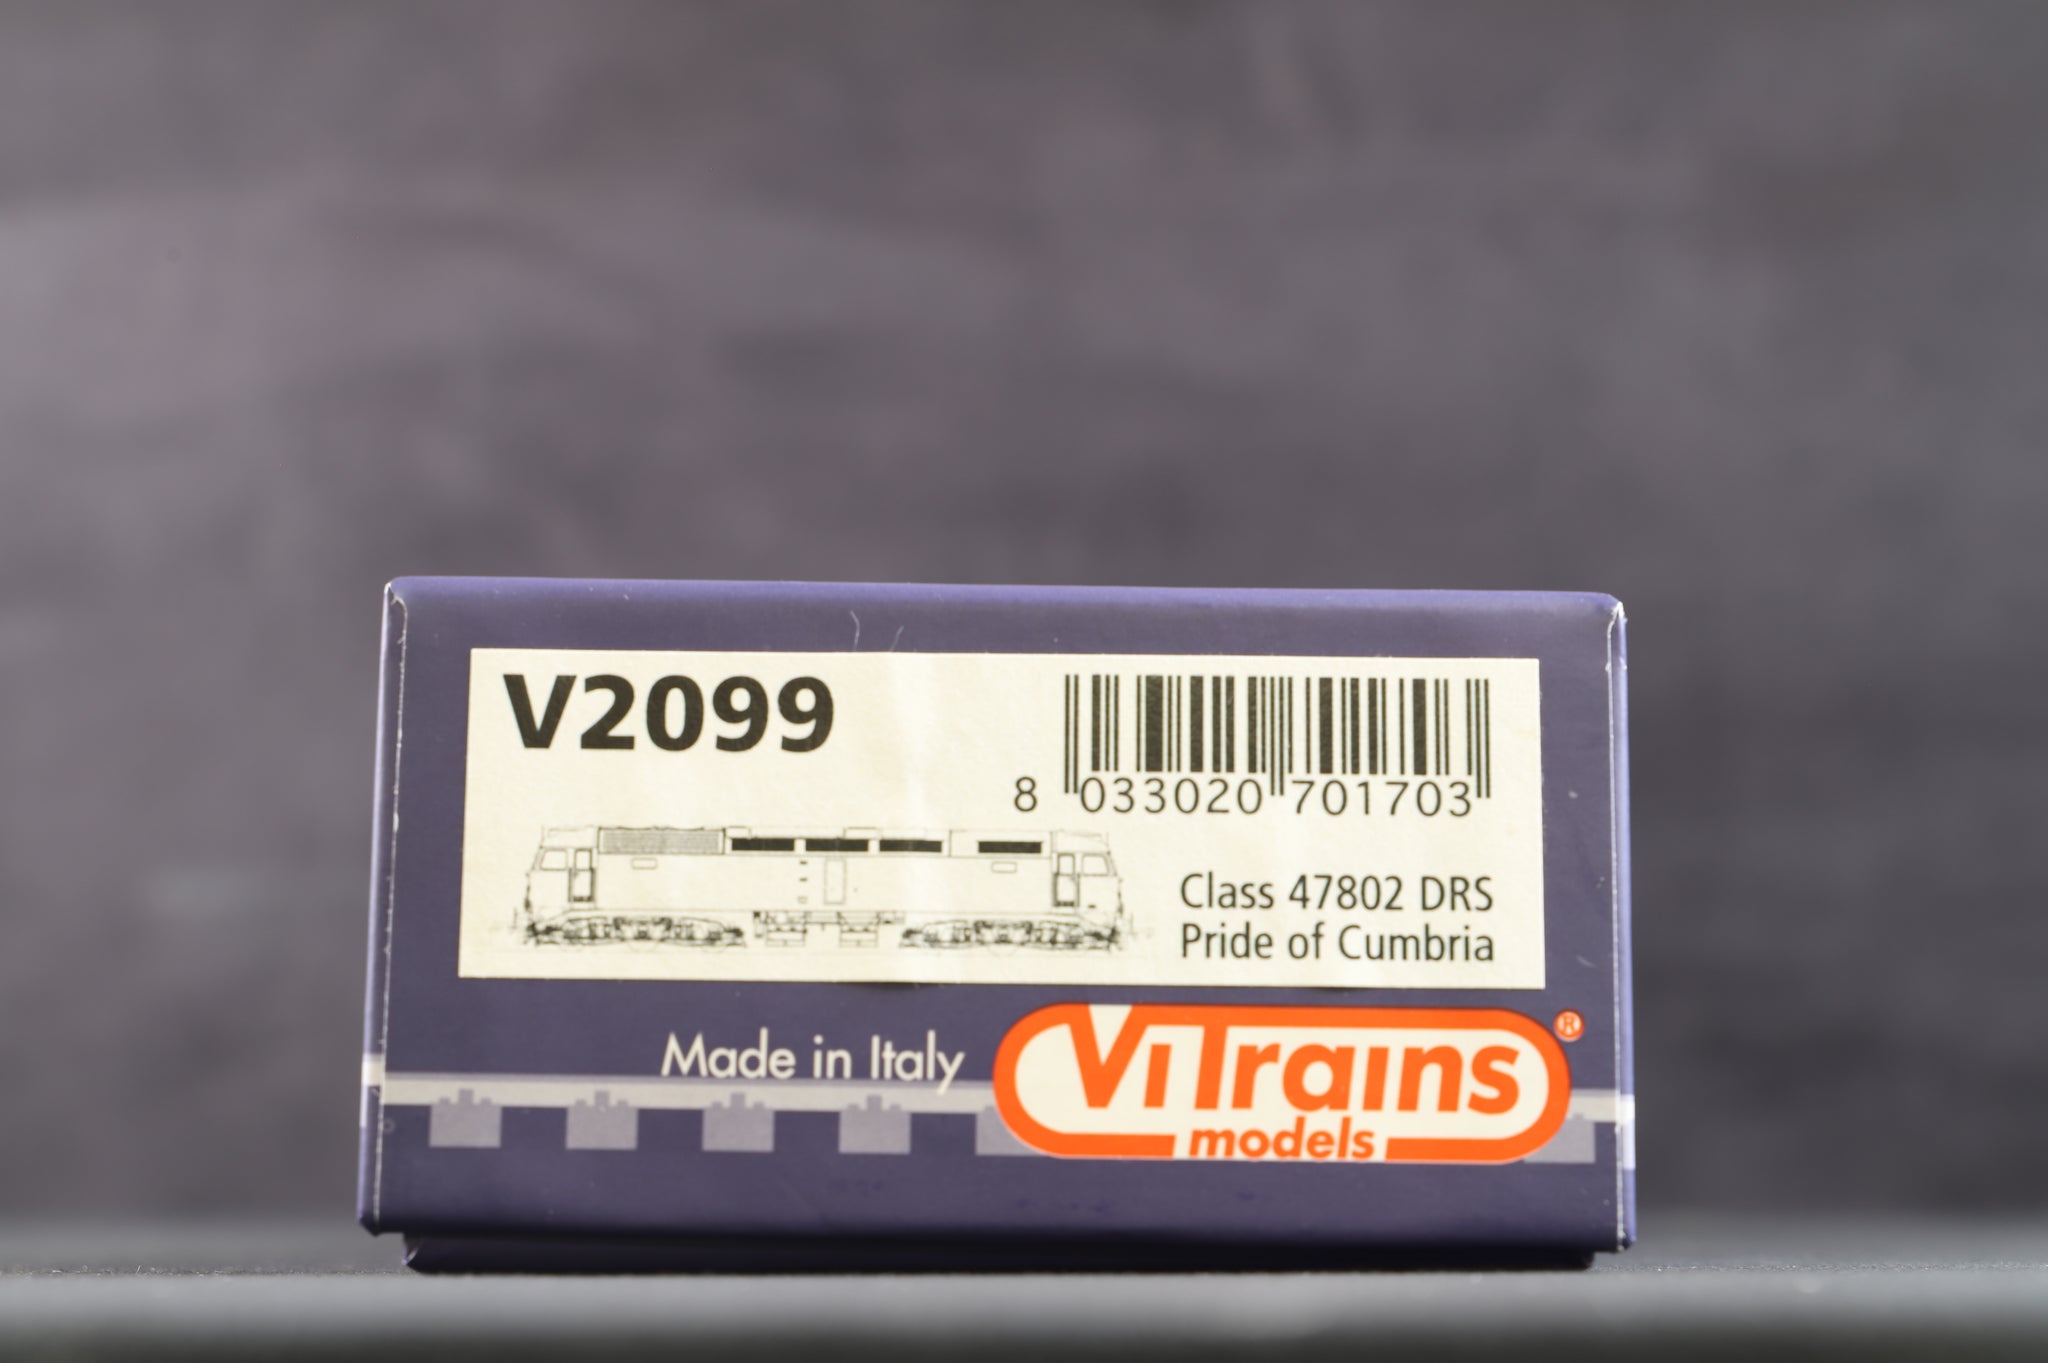 V2099
8 033020 701703
Class 47802 DRS
Pride of Cumbria
Made in Italy
ViTrains ®
models